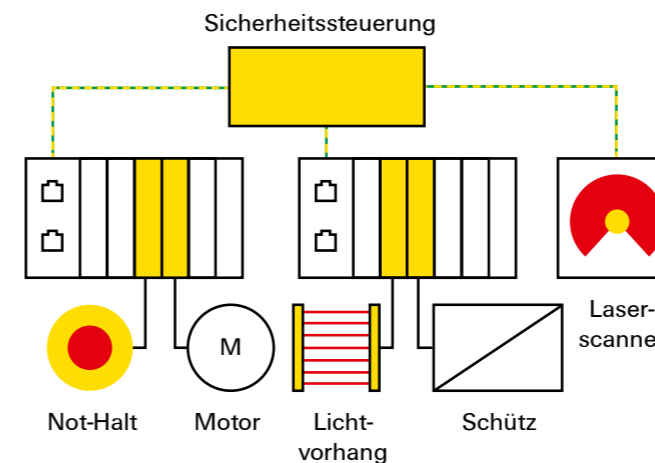 Sicherheitssteuerung
M
Laser-
scanne
Not-Halt
Motor
Licht-
vorhang
Schütz